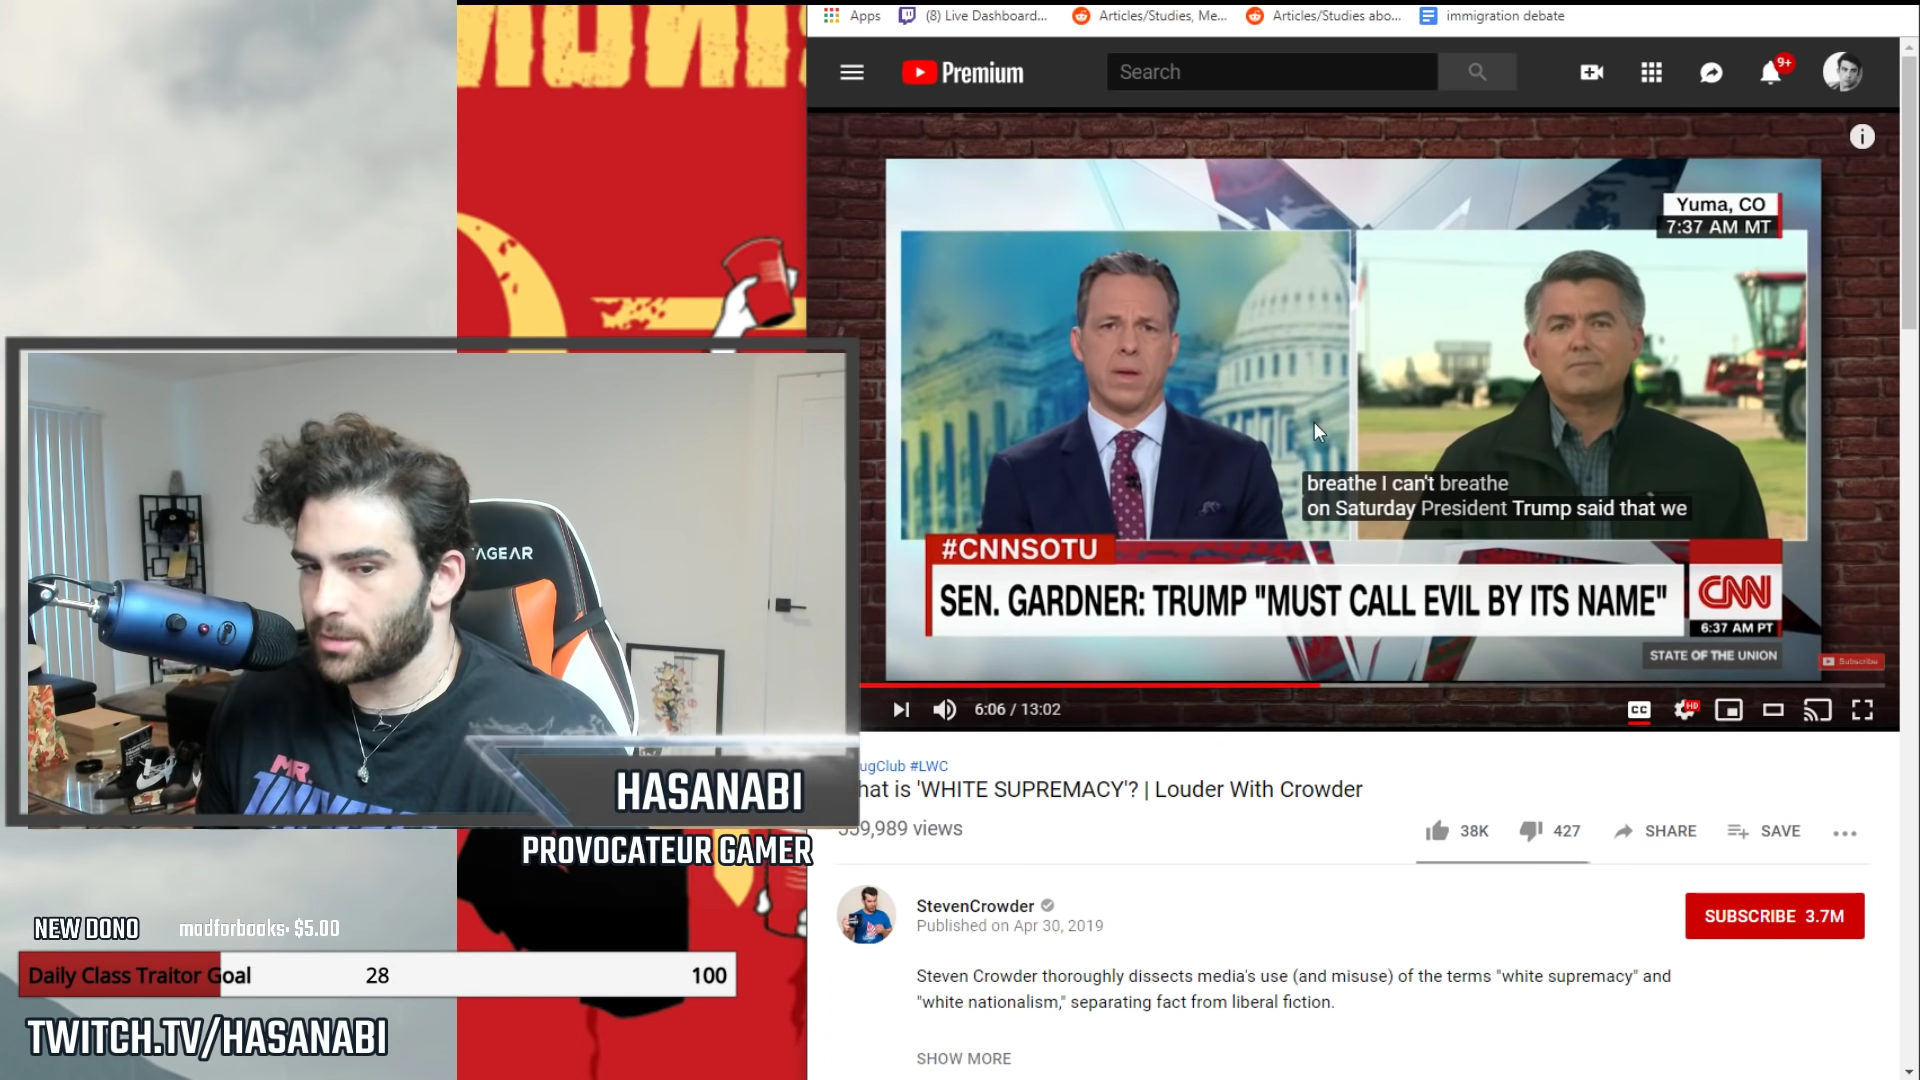 Apps
(8) Live Dashboard...
Articles/Studies, Me...
Articles/Studies abo...
immigration debate
Premium
Search
9+
Yuma, CO
7:37 AM MT
breathe I can't breathe
on Saturday President Trump said that we
#CNNSOTU
SEN. GARDNER: TRUMP "MUST CALL EVIL BY ITS NAME"
CNN
6:37 AM PT
STATE OF THE UNION
Subscribe
6:06 / 13:02
CC
HD
AGEAR
MR.
HASANABI
PROVOCATEUR GAMER
ugClub #LWC
hat is 'WHITE SUPREMACY'? | Louder With Crowder
359,989 views
38K
427
SHARE
SAVE
StevenCrowder
Published on Apr 30, 2019
SUBSCRIBE 3.7M
Steven Crowder thoroughly dissects media's use (and misuse) of the terms "white supremacy" and
"white nationalism," separating fact from liberal fiction.
SHOW MORE
NEW DONO
madforbooks: $5.00
Daily Class Traitor Goal
28
100
TWITCH.TV/HASANABI